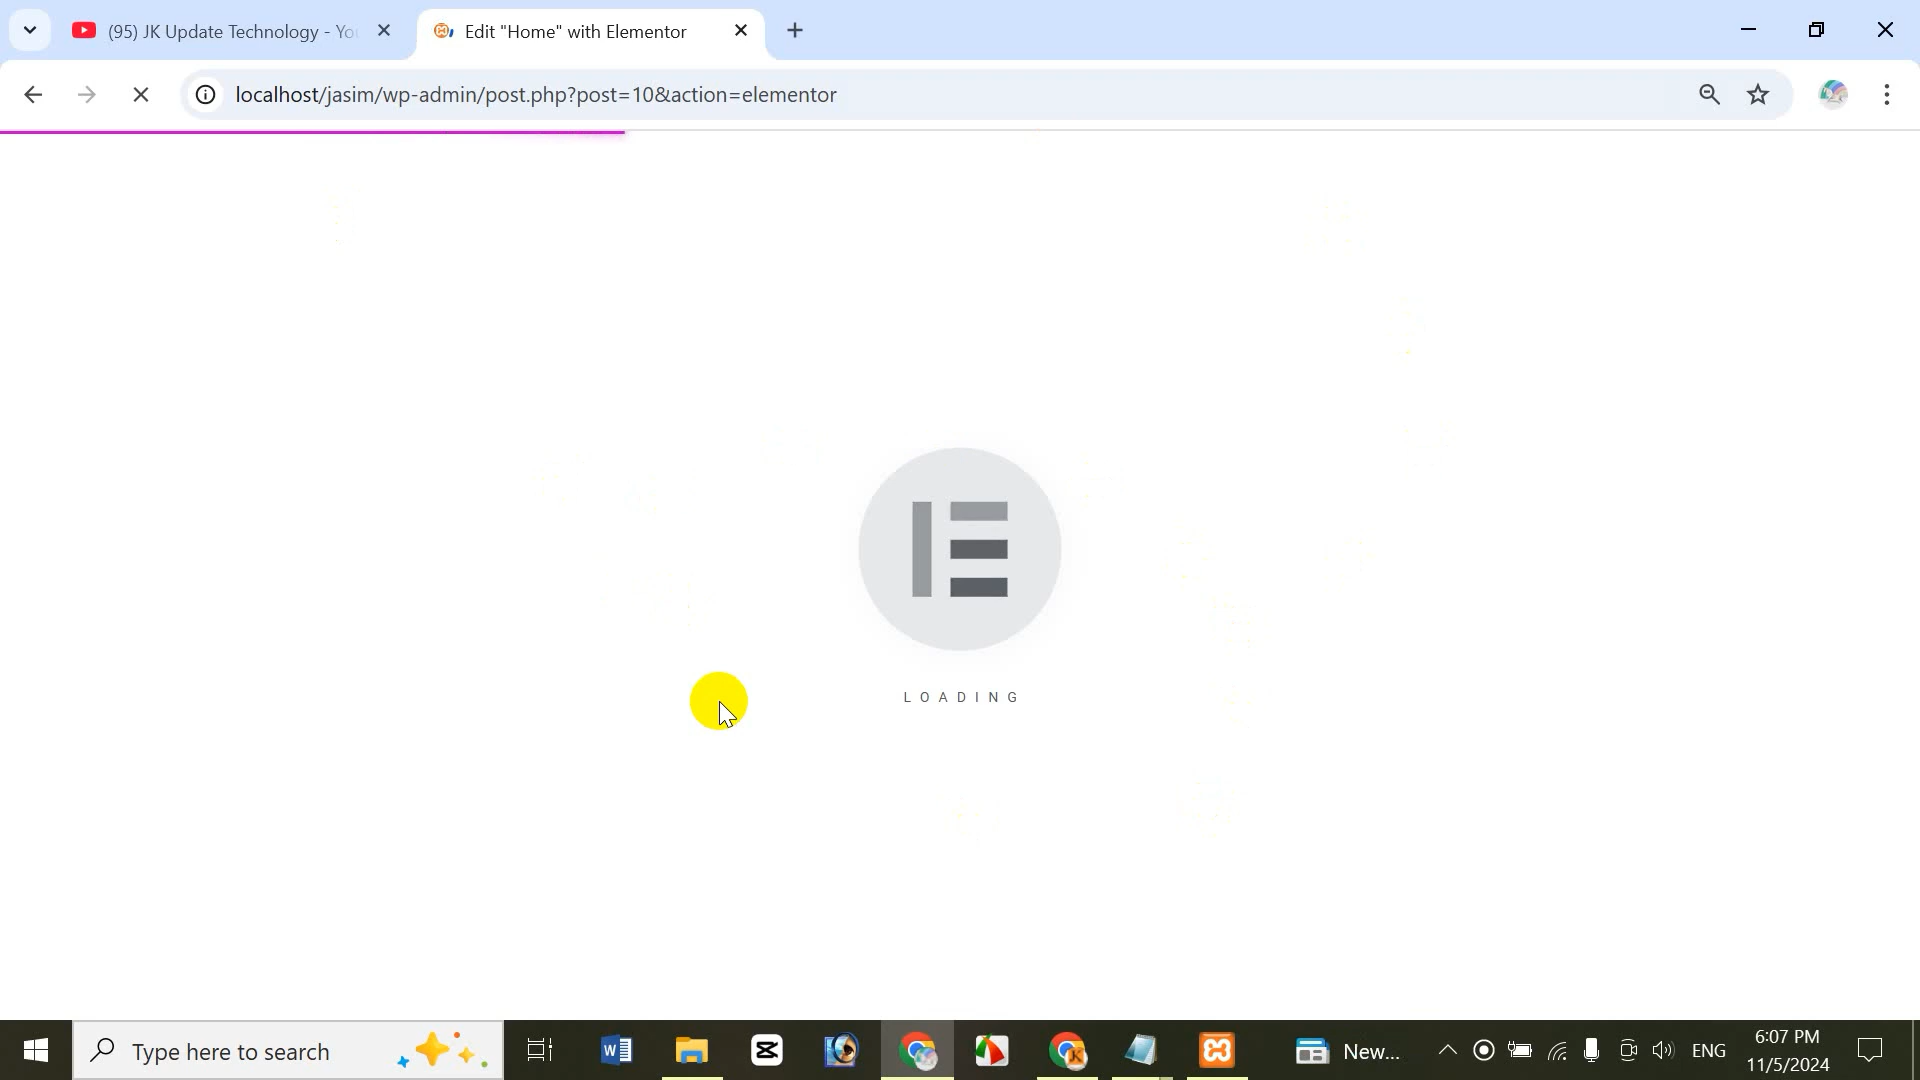 (95) JK Update Technology - Yo
Edit "Home" with Elementor
localhost/jasim/wp-admin/post.php?post=10&action=elementor
LOADING
Type here to search
New...
ENG
6:07 PM
11/5/2024